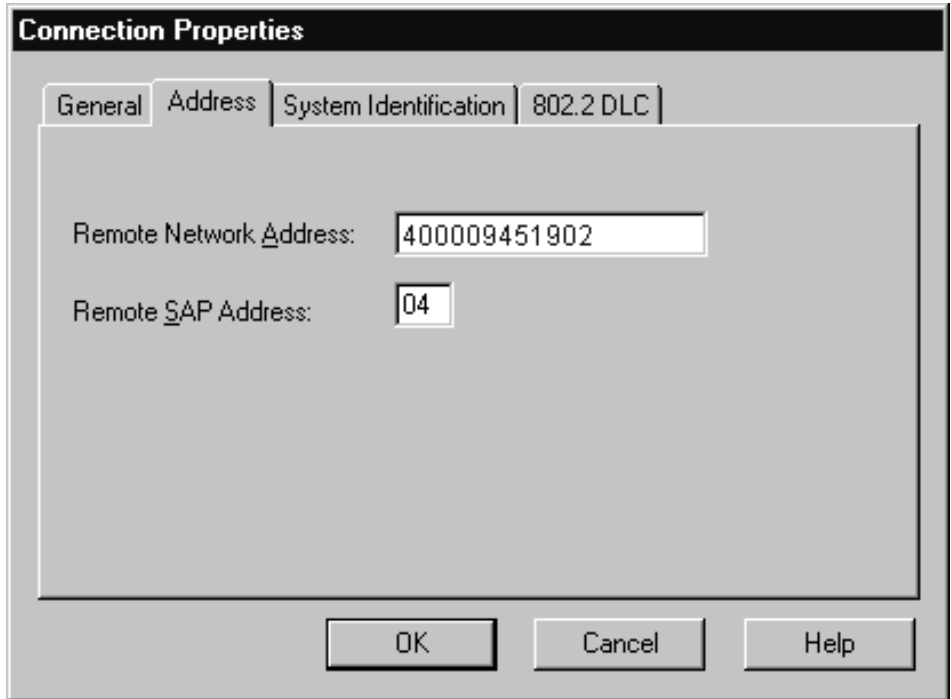 Connection Properties
General Address System Identification 802.2 DLC
Remote Network Address: 400009451902
Remote SAP Address: 04
OK Cancel Help